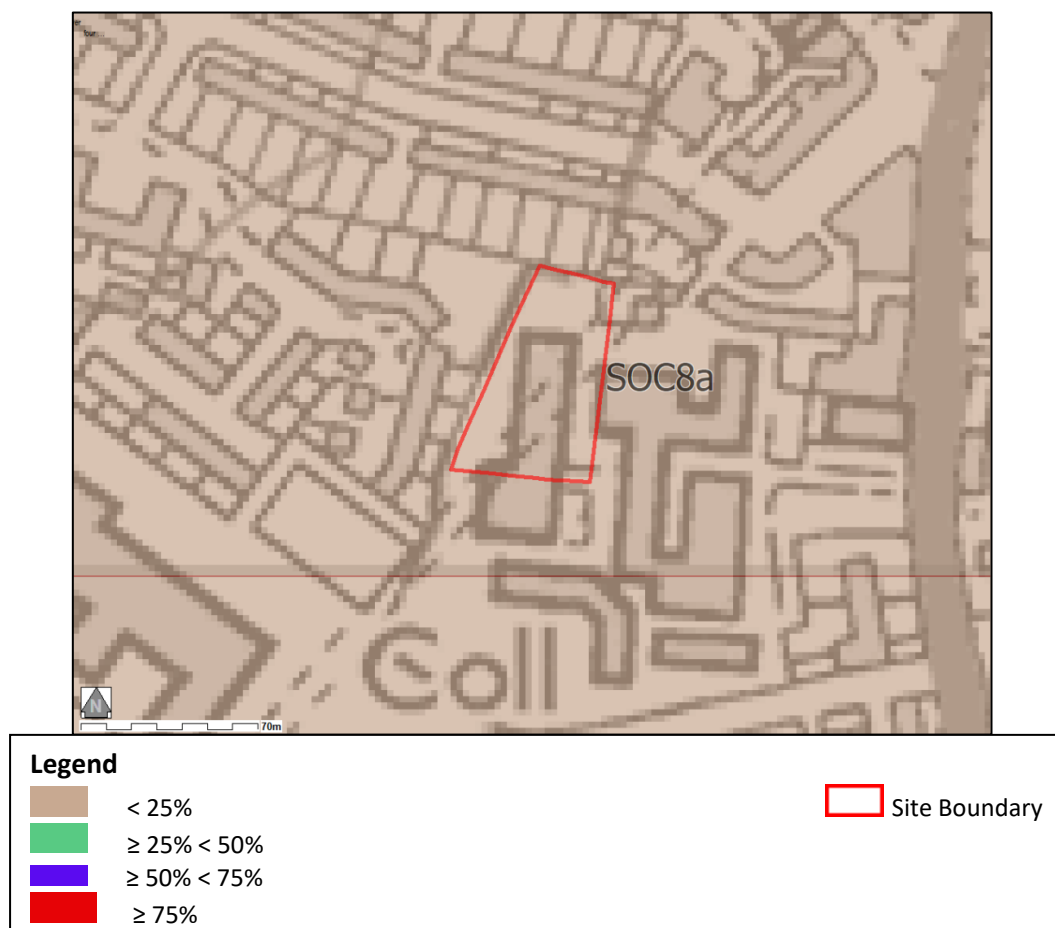 SOC8a
Coll
N
70m
Legend
< 25%
≥ 25% < 50%
≥ 50% < 75%
≥ 75%
Site Boundary